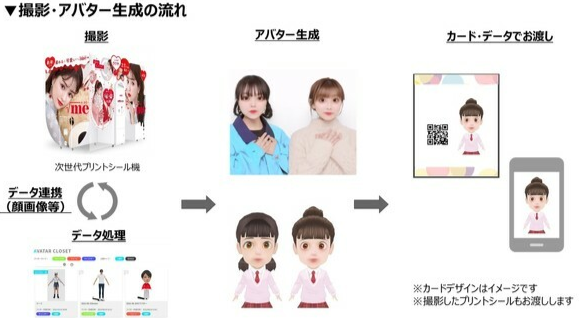 ▼撮影・アバター生成の流れ
撮影
me
次世代プリントシール機
データ連携
（顔画像等）
データ処理
AVATAR CLOSET
アバター生成
カード・データでお渡し
※カードデザインはイメージです
※撮影したプリントシールもお渡しします